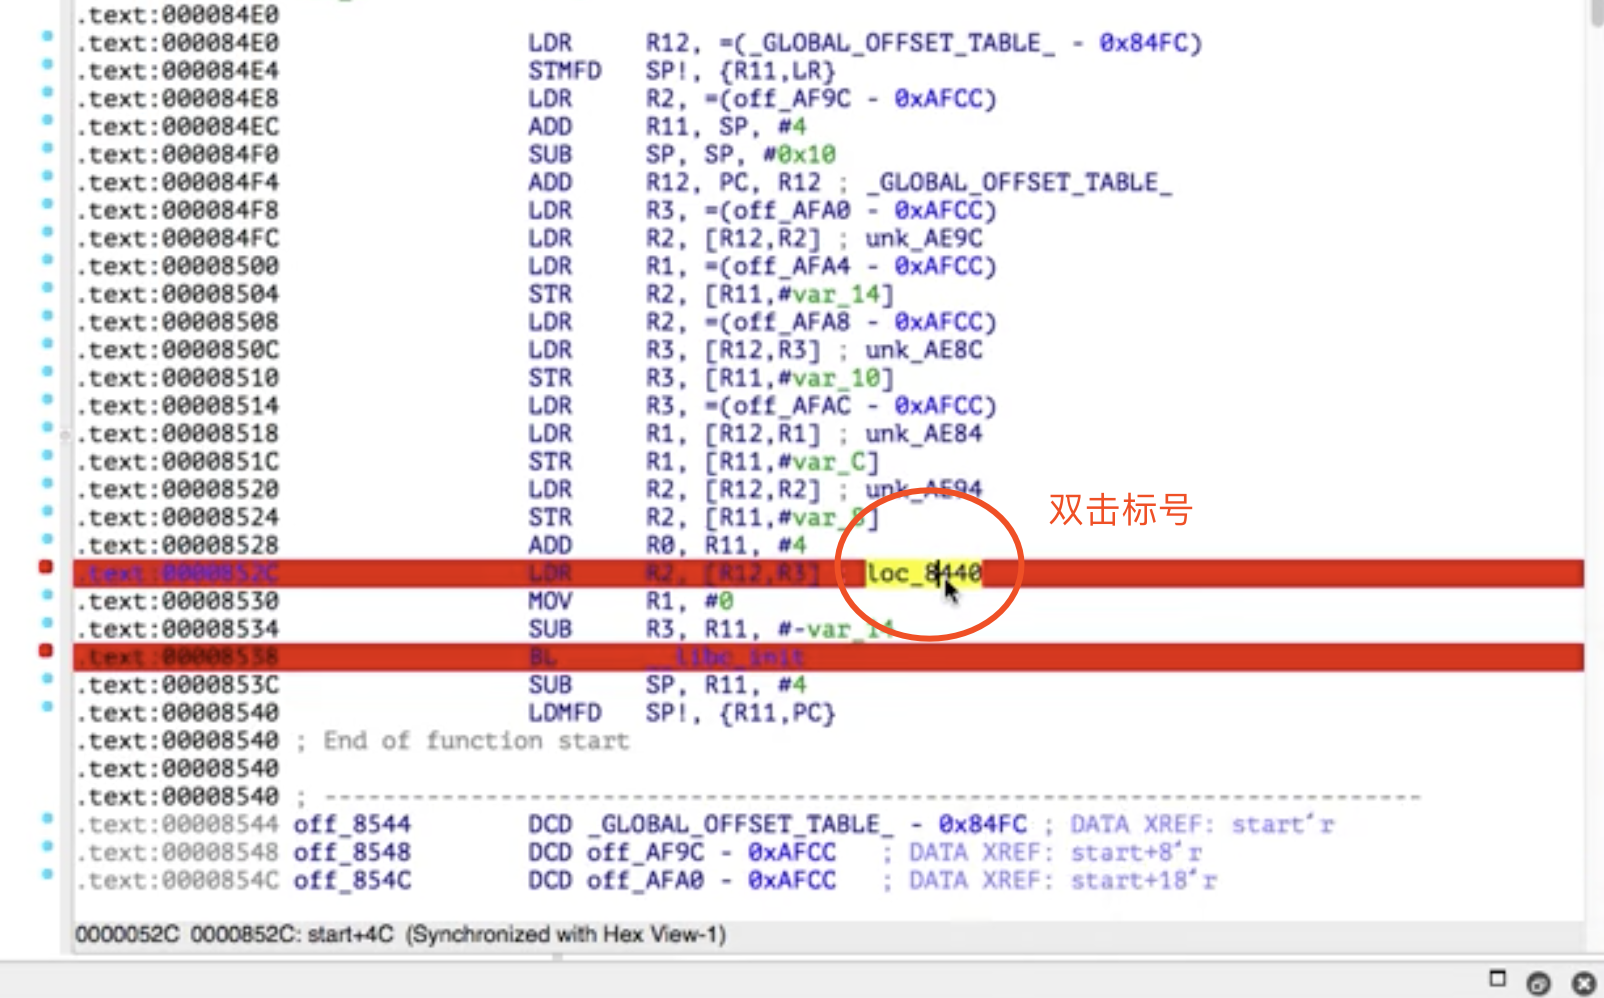 .text:000084E0
.text:000084E0 LDR R12, =(_GLOBAL_OFFSET_TABLE_ - 0x84FC)
.text:000084E4 STMFD SP!, {R11,LR}
.text:000084E8 LDR R2, =(off_AF9C - 0xAFCC)
.text:000084EC ADD R11, SP, #4
.text:000084F0 SUB SP, SP, #0x10
.text:000084F4 ADD R12, PC, R12 ; _GLOBAL_OFFSET_TABLE_
.text:000084F8 LDR R3, =(off_AFA0 - 0xAFCC)
.text:000084FC LDR R2, [R12,R2] ; unk_AE9C
.text:00008500 LDR R1, =(off_AFA4 - 0xAFCC)
.text:00008504 STR R2, [R11,#var_14]
.text:00008508 LDR R2, =(off_AFA8 - 0xAFCC)
.text:0000850C LDR R3, [R12,R3] ; unk_AE8C
.text:00008510 STR R3, [R11,#var_10]
.text:00008514 LDR R3, =(off_AFAC - 0xAFCC)
.text:00008518 LDR R1, [R12,R1] ; unk_AE84
.text:0000851C STR R1, [R11,#var_C]
.text:00008520 LDR R2, [R12,R2] ; unk_AE94
双击标号
.text:00008524 STR R2, [R11,#var_8]
.text:00008528 ADD R0, R11, #4
.text:0000852C LDR R2, [R12,R3] ; loc_8440
.text:00008530 MOV R1, #0
.text:00008534 SUB R3, R11, #-var_14
.text:00008538 BL __libc_init
.text:0000853C SUB SP, R11, #4
.text:00008540 LDMFD SP!, {R11,PC}
.text:00008540 ; End of function start
.text:00008540
.text:00008540 ; ---------------------------------------------------------------------------
.text:00008544 off_8544 DCD _GLOBAL_OFFSET_TABLE_ - 0x84FC ; DATA XREF: start↑r
.text:00008548 off_8548 DCD off_AF9C - 0xAFCC ; DATA XREF: start+8↑r
.text:0000854C off_854C DCD off_AFA0 - 0xAFCC ; DATA XREF: start+18↑r
0000052C 0000852C: start+4C (Synchronized with Hex View-1)